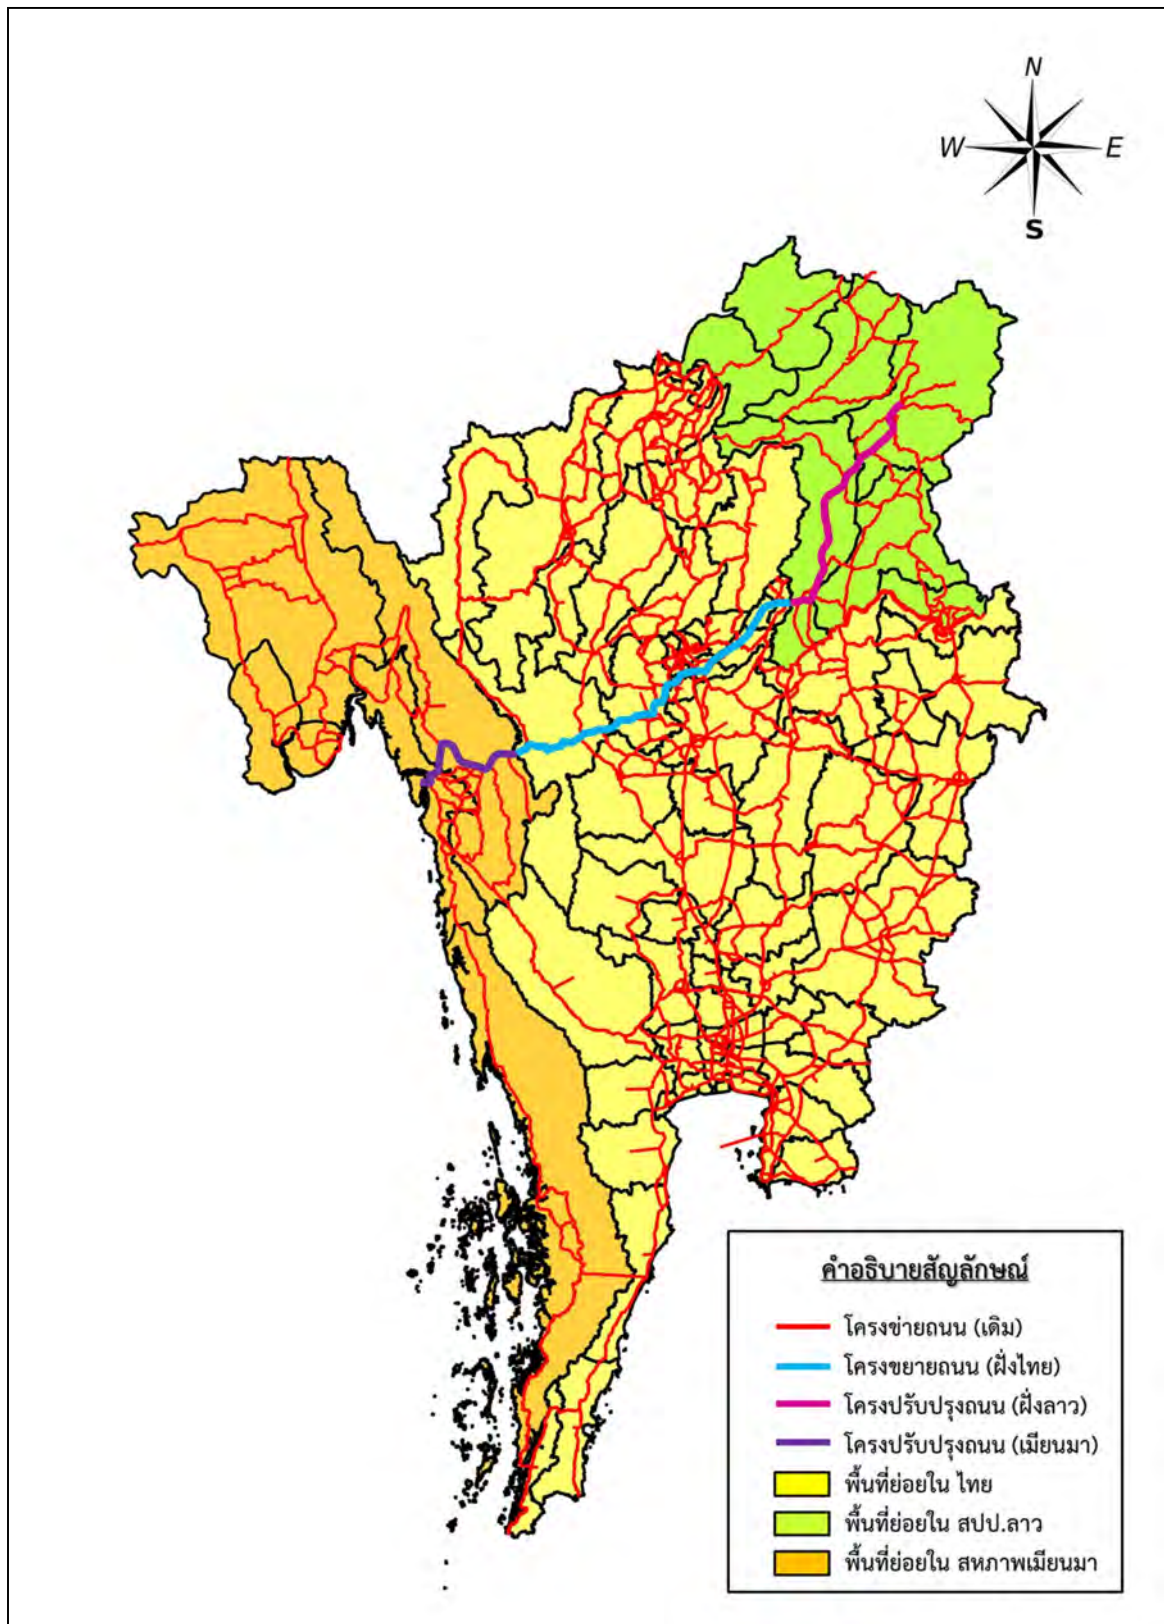 N
W
E
S
คำอธิบายสัญลักษณ์
โครงข่ายถนน (เดิม)
โครงขยายถนน (ฝั่งไทย)
โครงปรับปรุงถนน (ฝั่งลาว)
โครงปรับปรุงถนน (เมียนมา)
พื้นที่ย่อยใน ไทย
พื้นที่ย่อยใน สปป.ลาว
พื้นที่ย่อยใน สหภาพเมียนมา